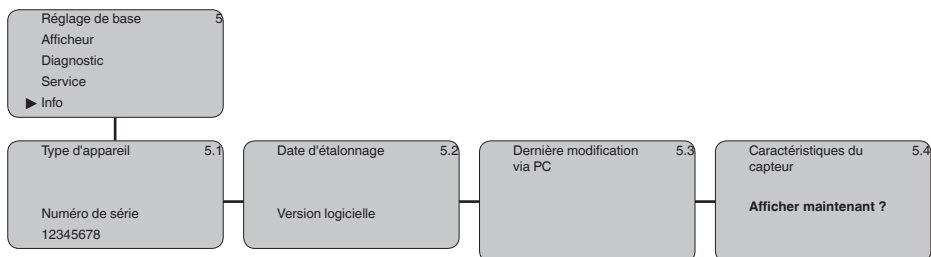 Réglage de base 5
Afficheur
Diagnostic
Service
▶ Info
Type d'appareil 5.1
Numéro de série
12345678
Date d'étalonnage 5.2
Version logicielle
Dernière modification 5.3
via PC
Caractéristiques du 5.4
capteur
Afficher maintenant ?